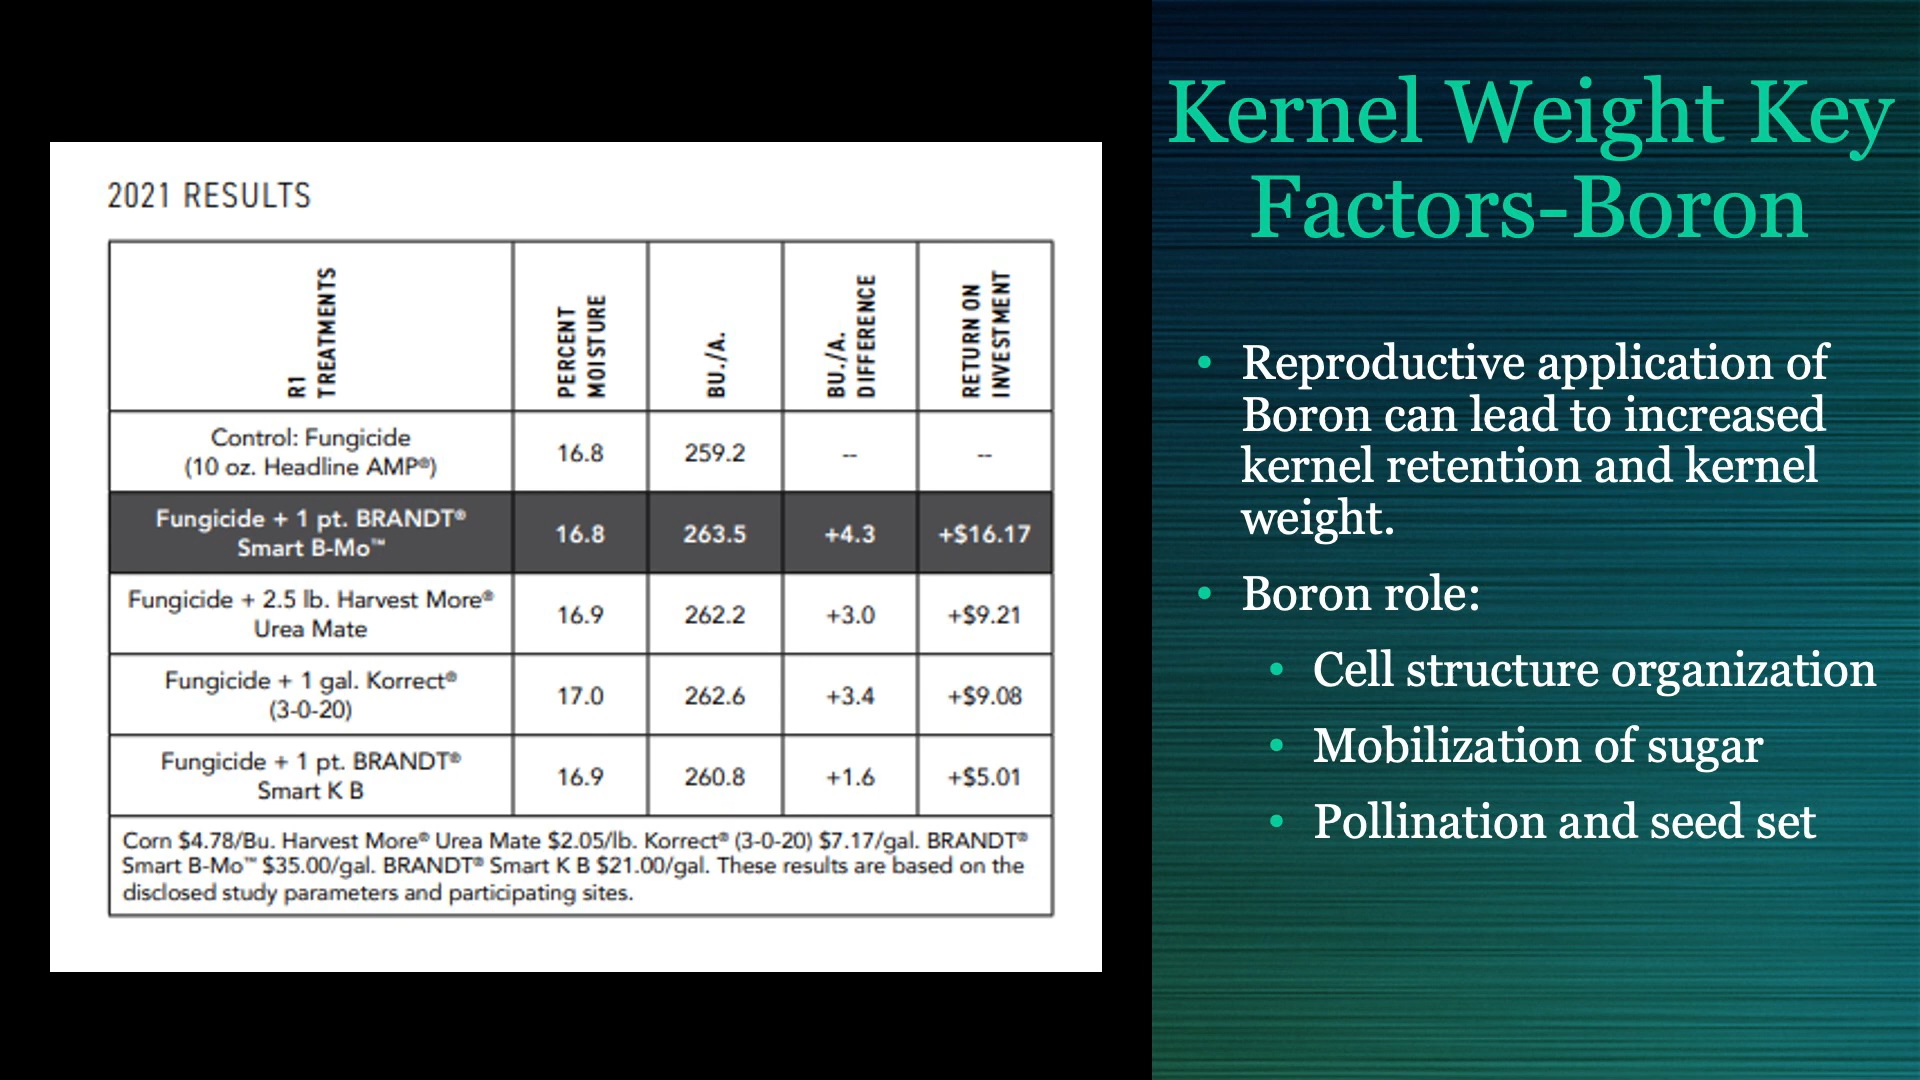 2021 RESULTS
R1 TREATMENTS
PERCENT MOISTURE
BU./A.
BU./A. DIFFERENCE
RETURN ON INVESTMENT
Control: Fungicide
(10 oz. Headline AMP®)
16.8
259.2
--
--
Fungicide + 1 pt. BRANDT®
Smart B-Mo™
16.8
263.5
+4.3
+$16.17
Fungicide + 2.5 lb. Harvest More®
Urea Mate
16.9
262.2
+3.0
+$9.21
Fungicide + 1 gal. Korrect®
(3-0-20)
17.0
262.6
+3.4
+$9.08
Fungicide + 1 pt. BRANDT®
Smart K B
16.9
260.8
+1.6
+$5.01
Corn $4.78/Bu. Harvest More® Urea Mate $2.05/lb. Korrect® (3-0-20) $7.17/gal. BRANDT®
Smart B-Mo™ $35.00/gal. BRANDT® Smart K B $21.00/gal. These results are based on the
disclosed study parameters and participating sites.
Kernel Weight Key
Factors-Boron
• Reproductive application of
Boron can lead to increased
kernel retention and kernel
weight.
• Boron role:
• Cell structure organization
• Mobilization of sugar
• Pollination and seed set